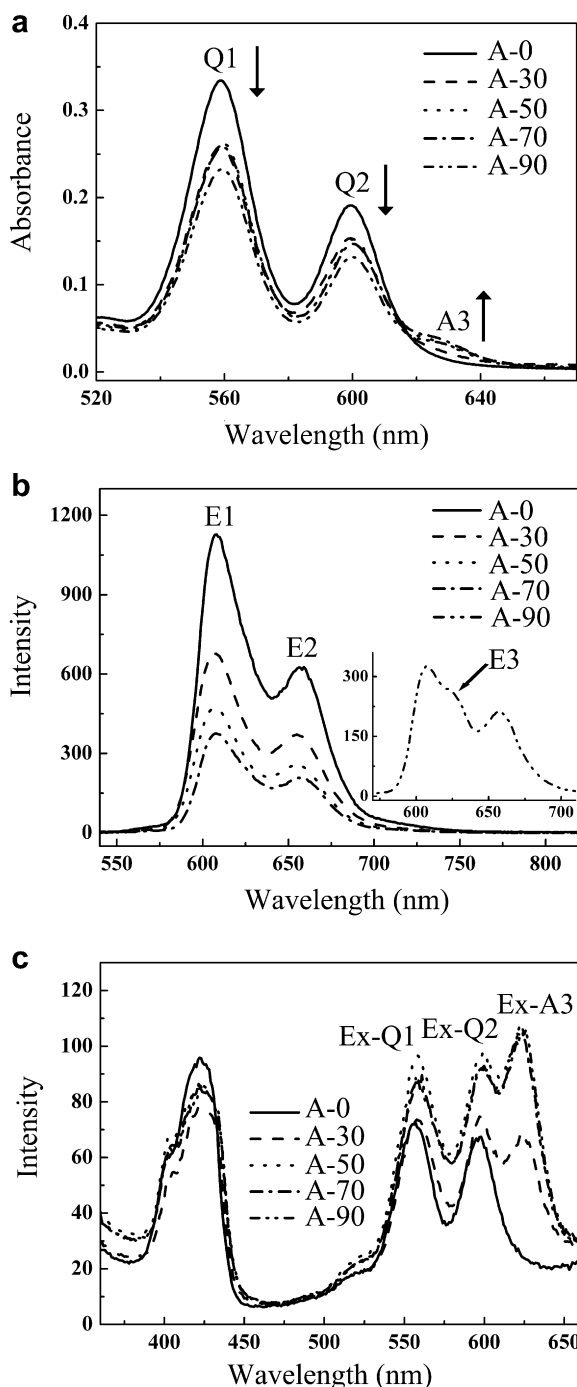 a
Q1
Q2
A3
A-0
A-30
A-50
A-70
A-90
Absorbance
0.4
0.3
0.2
0.1
0.0
520
560
600
640
Wavelength (nm)
b
E1
E2
A-0
A-30
A-50
A-70
A-90
Intensity
1200
900
600
300
0
E3
300
150
0
600
650
700
550
600
650
700
750
800
Wavelength (nm)
c
Ex-Q1
Ex-Q2
Ex-A3
A-0
A-30
A-50
A-70
A-90
Intensity
120
100
80
60
40
20
0
400
450
500
550
600
650
Wavelength (nm)